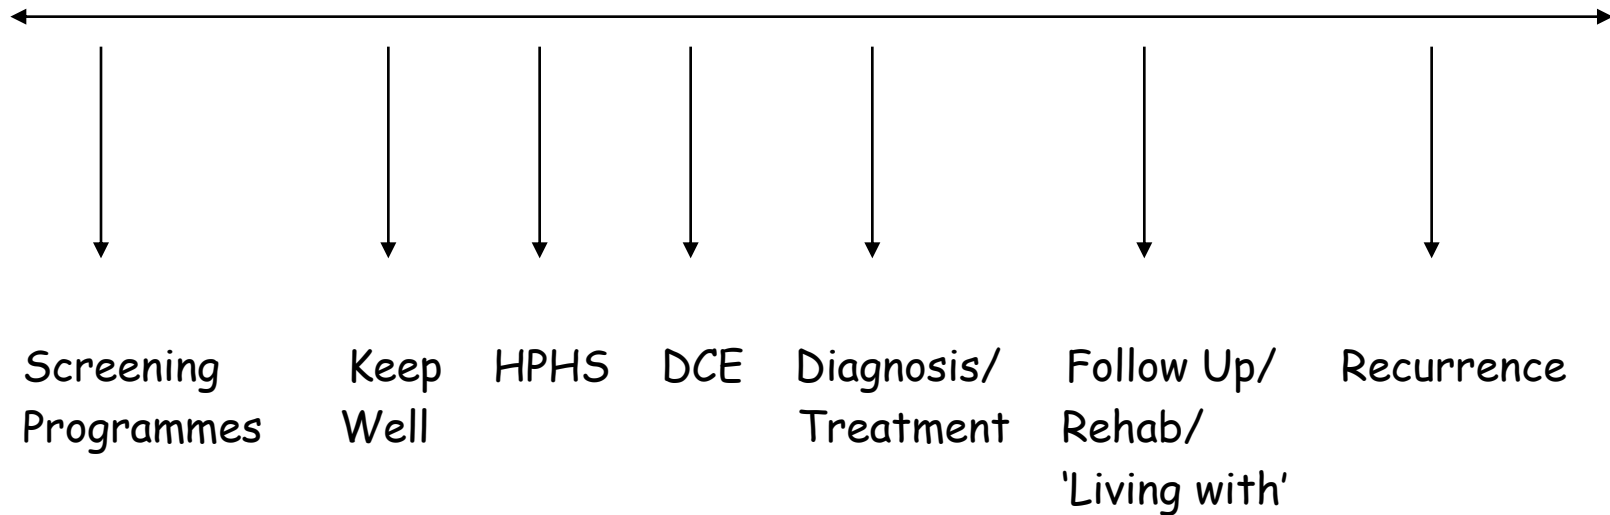 Screening Programmes
Keep Well
HPHS
DCE
Diagnosis/ Treatment
Follow Up/ Rehab/ 'Living with'
Recurrence